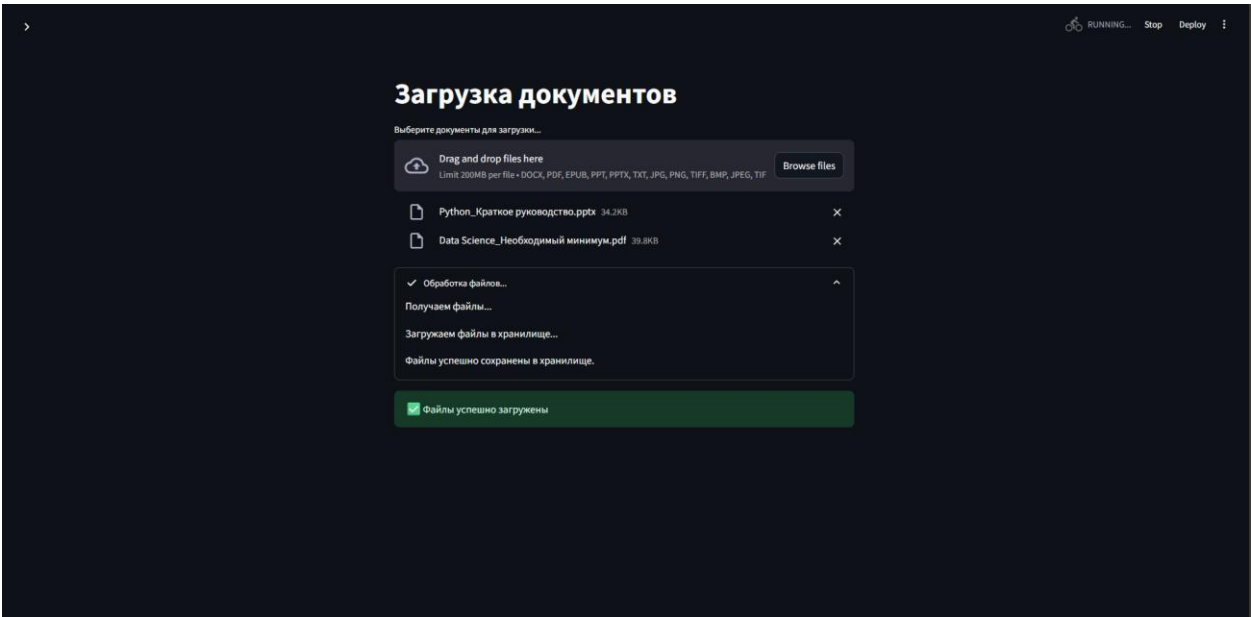 RUNNING... Stop Deploy
Загрузка документов
Выберите документы для загрузки...
Drag and drop files here
Limit 200MB per file • DOCX, PDF, EPUB, PPT, PPTX, TXT, JPG, PNG, TIFF, BMP, JPEG, TIF
Browse files
Python_Краткое руководство.pptx 34.2KB
Data Science_Необходимый минимум.pdf 39.8KB
Обработка файлов...
Получаем файлы...
Загружаем файлы в хранилище...
Файлы успешно сохранены в хранилище.
Файлы успешно загружены